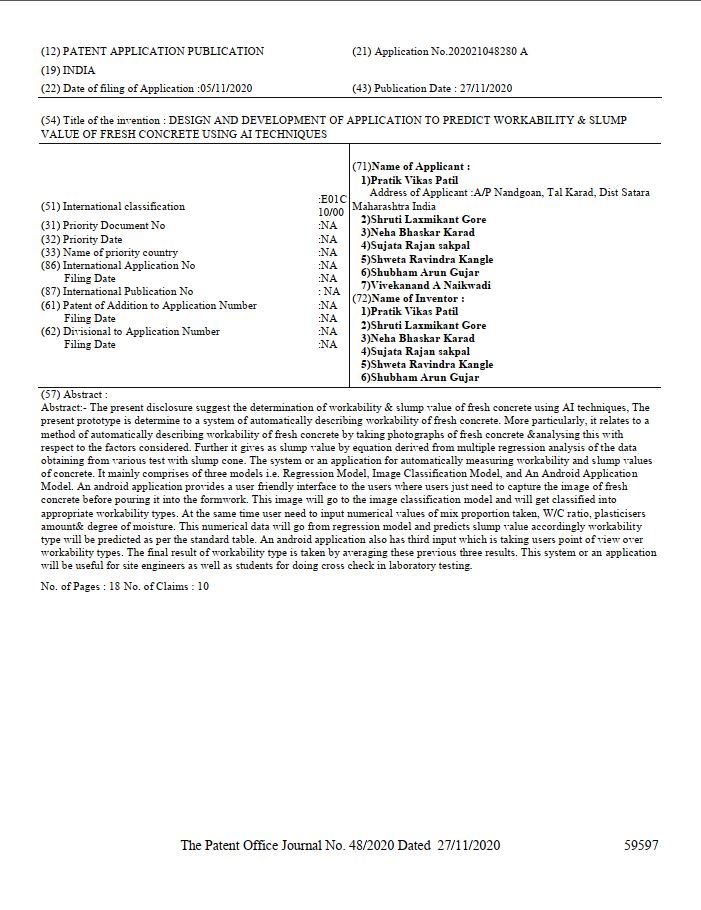 (12) PATENT APPLICATION PUBLICATION (21) Application No.202021048280 A
(19) INDIA
(22) Date of filing of Application :05/11/2020 (43) Publication Date : 27/11/2020
(54) Title of the invention : DESIGN AND DEVELOPMENT OF APPLICATION TO PREDICT WORKABILITY & SLUMP
VALUE OF FRESH CONCRETE USING AI TECHNIQUES
(51) International classification :E01C
10/00
(31) Priority Document No :NA
(32) Priority Date :NA
(33) Name of priority country :NA
(86) International Application No :NA
Filing Date :NA
(87) International Publication No : NA
(61) Patent of Addition to Application Number :NA
Filing Date :NA
(62) Divisional to Application Number :NA
Filing Date :NA
(71)Name of Applicant :
1)Pratik Vikas Patil
Address of Applicant :A/P Nandgoan, Tal Karad, Dist Satara
Maharashtra India
2)Shruti Laxmikant Gore
3)Neha Bhaskar Karad
4)Sujata Rajan sakpal
5)Shweta Ravindra Kangle
6)Shubham Arun Gujar
7)Vivekanand A Naikwadi
(72)Name of Inventor :
1)Pratik Vikas Patil
2)Shruti Laxmikant Gore
3)Neha Bhaskar Karad
4)Sujata Rajan sakpal
5)Shweta Ravindra Kangle
6)Shubham Arun Gujar
(57) Abstract :
Abstract:- The present disclosure suggest the determination of workability & slump value of fresh concrete using AI techniques, The
present prototype is determine to a system of automatically describing workability of fresh concrete. More particularly, it relates to a
method of automatically describing workability of fresh concrete by taking photographs of fresh concrete &analysing this with
respect to the factors considered. Further it gives as slump value by equation derived from multiple regression analysis of the data
obtaining from various test with slump cone. The system or an application for automatically measuring workability and slump values
of concrete. It mainly comprises of three models i.e. Regression Model, Image Classification Model, and An Android Application
Model. An android application provides a user friendly interface to the users where users just need to capture the image of fresh
concrete before pouring it into the formwork. This image will go to the image classification model and will get classified into
appropriate workability types. At the same time user need to input numerical values of mix proportion taken, W/C ratio, plasticisers
amount& degree of moisture. This numerical data will go from regression model and predicts slump value accordingly workability
type will be predicted as per the standard table. An android application also has third input which is taking users point of view over
workability types. The final result of workability type is taken by averaging these previous three results. This system or an application
will be useful for site engineers as well as students for doing cross check in laboratory testing.
No. of Pages : 18 No. of Claims : 10
The Patent Office Journal No. 48/2020 Dated 27/11/2020 59597